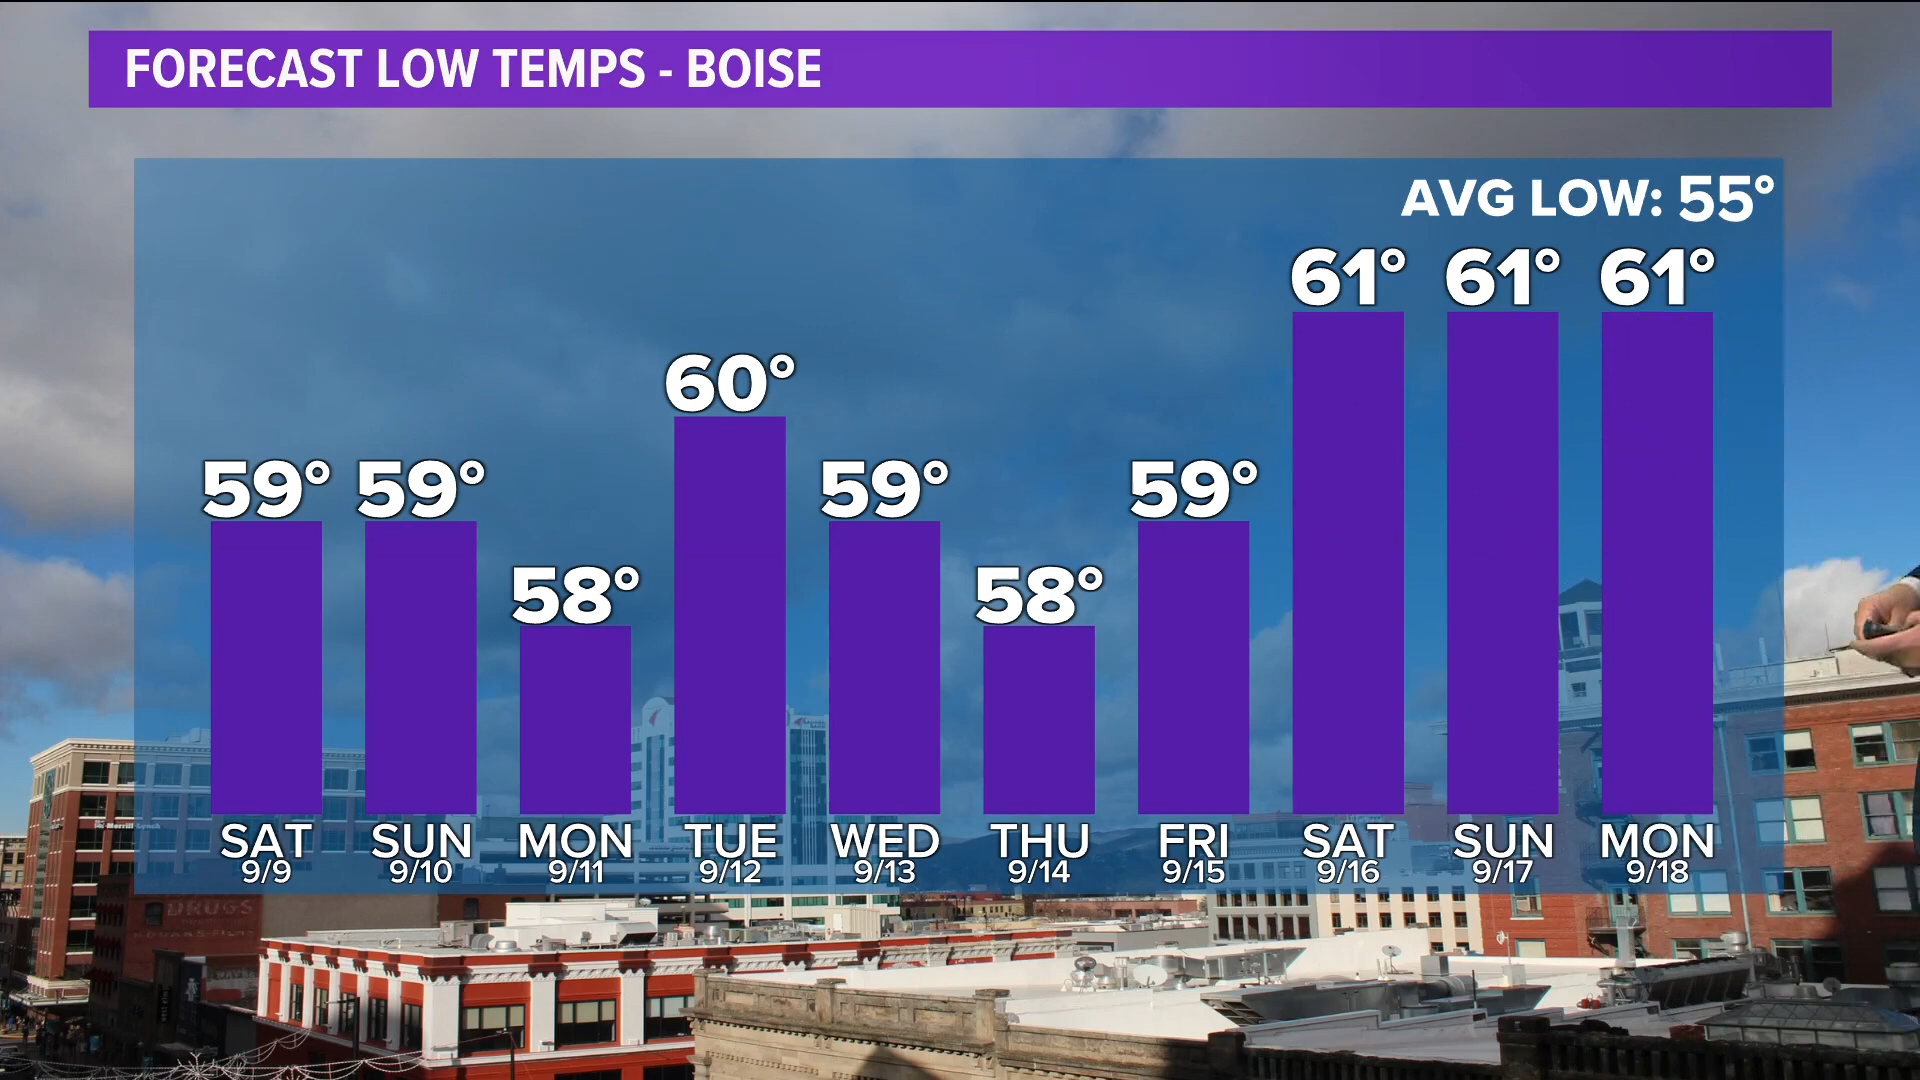 FORECAST LOW TEMPS - BOISE
AVG LOW: 55°
59° 59° 58° 60° 59° 58° 59° 61° 61° 61°
SAT SUN MON TUE WED THU FRI SAT SUN MON
9/9 9/10 9/11 9/12 9/13 9/14 9/15 9/16 9/17 9/18
Merrill Lynch
DRUGS